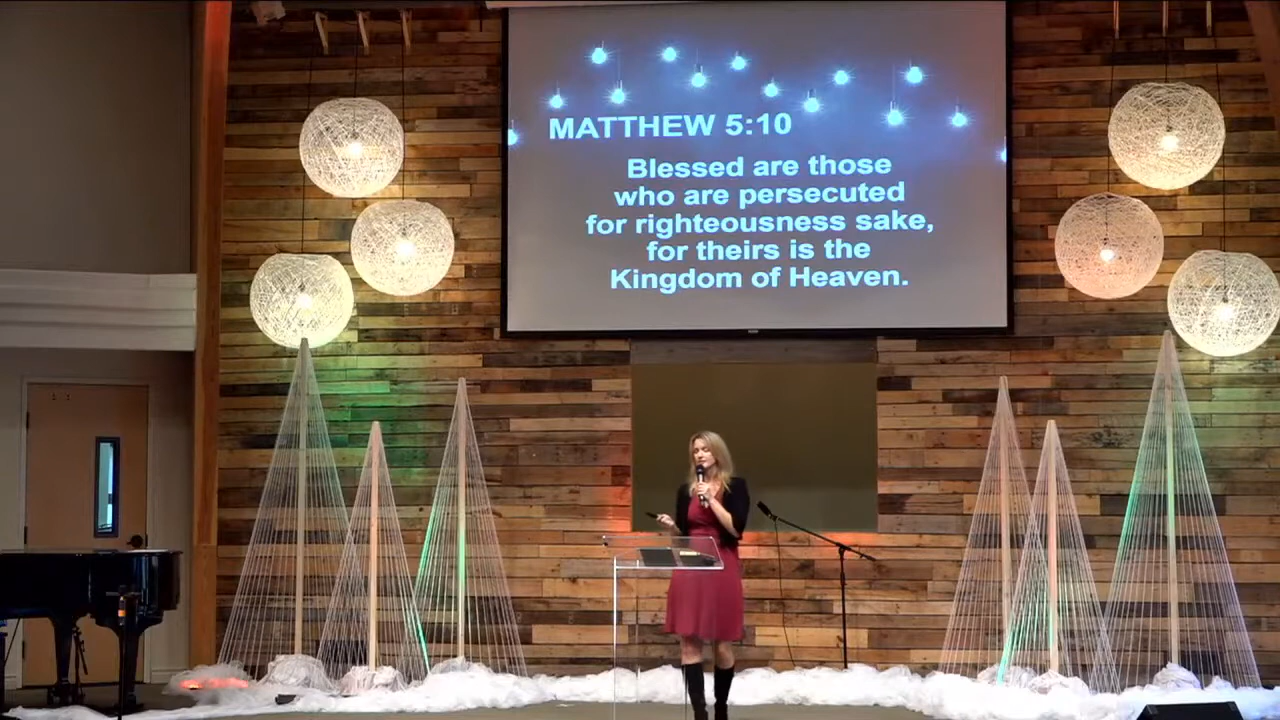 MATTHEW 5:10
Blessed are those
who are persecuted
for righteousness sake,
for theirs is the
Kingdom of Heaven.